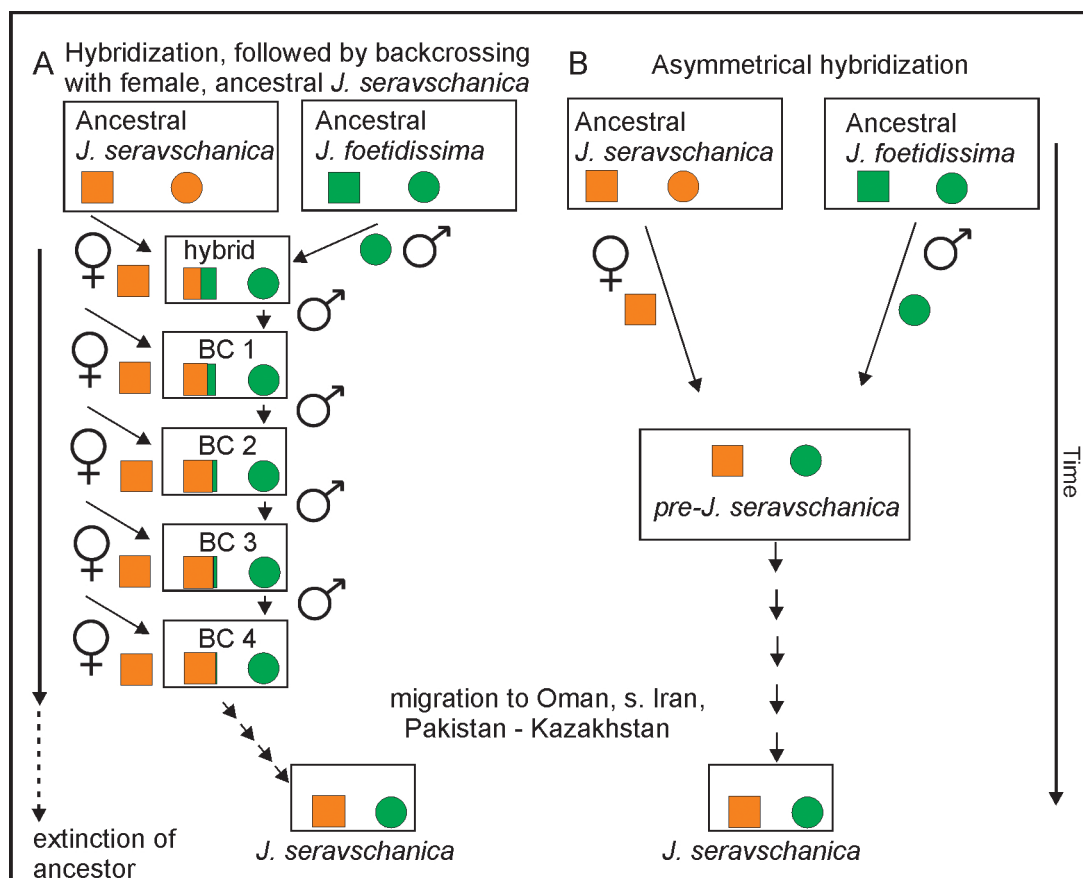 A Hybridization, followed by backcrossing
with female, ancestral J. seravschanica
Ancestral
J. seravschanica
Ancestral
J. foetidissima
hybrid
BC 1
BC 2
BC 3
BC 4
extinction of
ancestor
J. seravschanica
migration to Oman, s. Iran,
Pakistan - Kazakhstan
B Asymmetrical hybridization
Ancestral
J. seravschanica
Ancestral
J. foetidissima
pre-J. seravschanica
J. seravschanica
Time